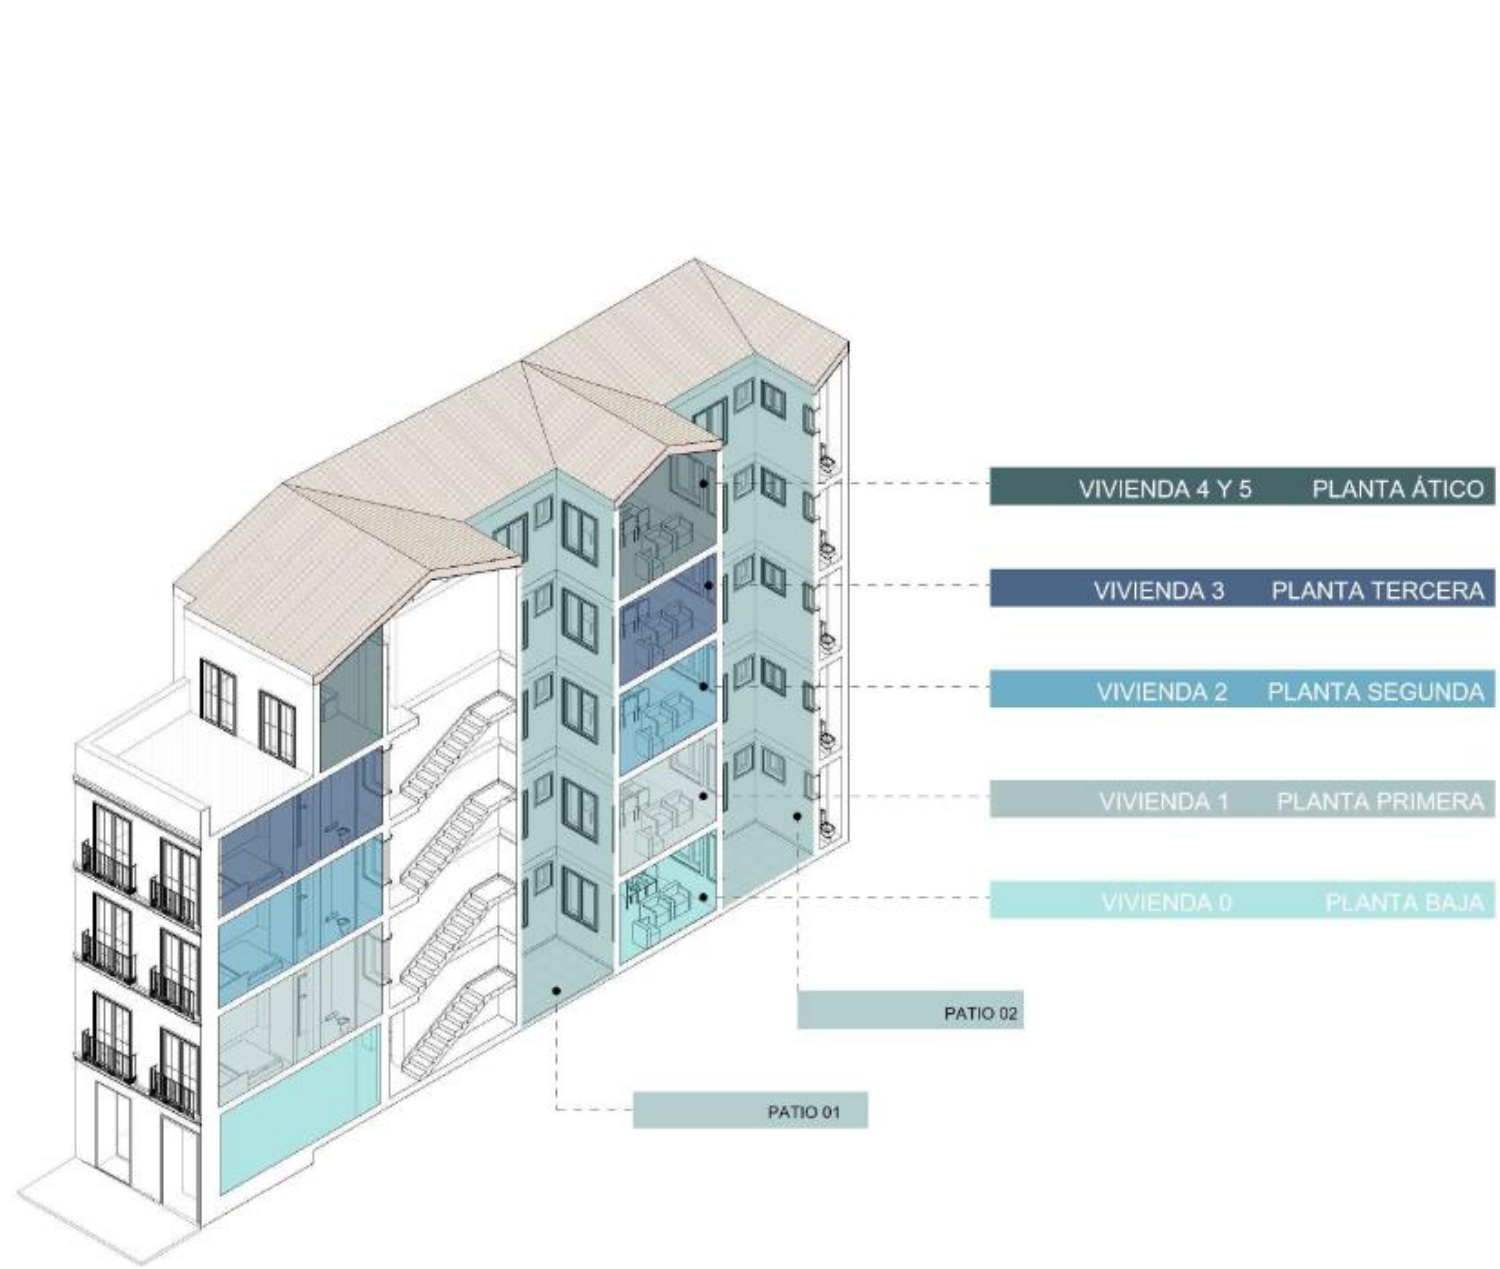 VIVIENDA 4 Y 5 PLANTA ÁTICO
VIVIENDA 3 PLANTA TERCERA
VIVIENDA 2 PLANTA SEGUNDA
VIVIENDA 1 PLANTA PRIMERA
VIVIENDA 0 PLANTA BAJA
PATIO 02
PATIO 01